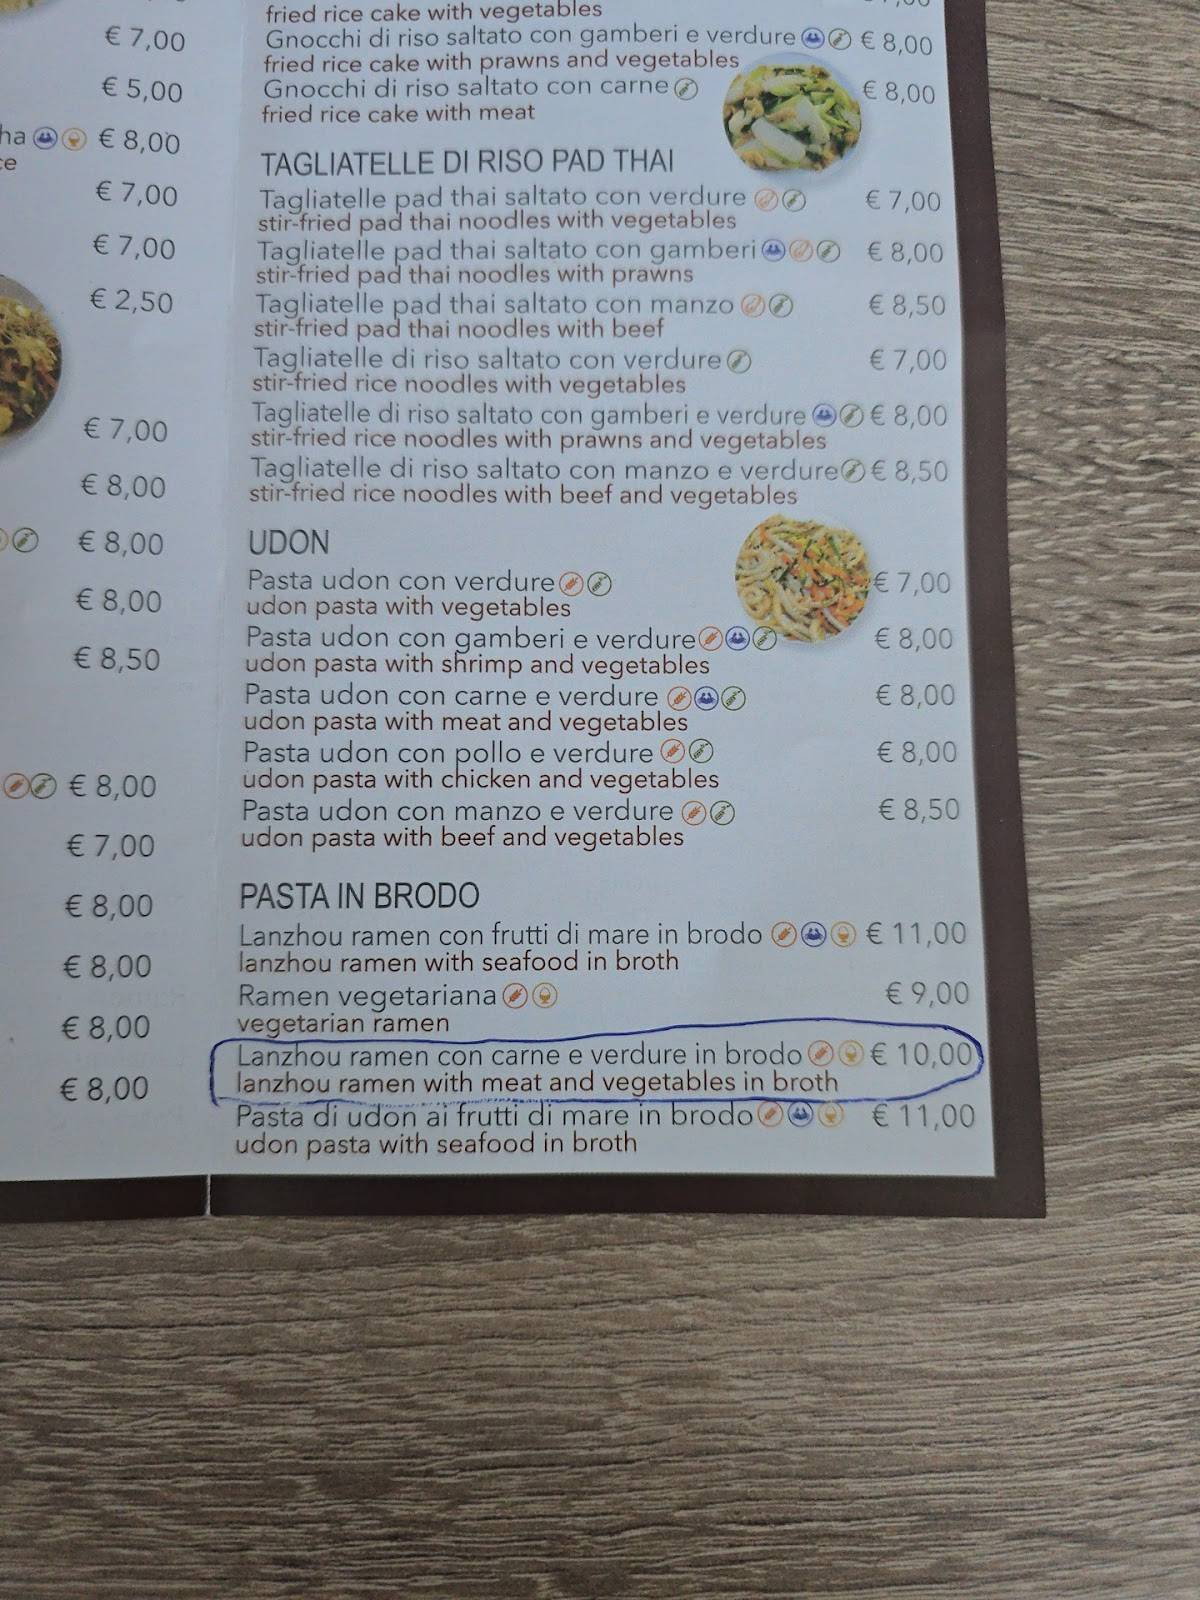 € 7,00
€ 5,00
ha € 8,00
ce
€ 7,00
€ 7,00
€ 2,50
€ 7,00
€ 8,00
€ 8,00
€ 8,00
€ 8,50
€ 8,00
€ 7,00
€ 8,00
€ 8,00
€ 8,00
€ 8,00
fried rice cake with vegetables
Gnocchi di riso saltato con gamberi e verdure € 8,00
fried rice cake with prawns and vegetables
Gnocchi di riso saltato con carne € 8,00
fried rice cake with meat
TAGLIATELLE DI RISO PAD THAI
Tagliatelle pad thai saltato con verdure € 7,00
stir-fried pad thai noodles with vegetables
Tagliatelle pad thai saltato con gamberi € 8,00
stir-fried pad thai noodles with prawns
Tagliatelle pad thai saltato con manzo € 8,50
stir-fried pad thai noodles with beef
Tagliatelle di riso saltato con verdure € 7,00
stir-fried rice noodles with vegetables
Tagliatelle di riso saltato con gamberi e verdure € 8,00
stir-fried rice noodles with prawns and vegetables
Tagliatelle di riso saltato con manzo e verdure € 8,50
stir-fried rice noodles with beef and vegetables
UDON
Pasta udon con verdure € 7,00
udon pasta with vegetables
Pasta udon con gamberi e verdure € 8,00
udon pasta with shrimp and vegetables
Pasta udon con carne e verdure € 8,00
udon pasta with meat and vegetables
Pasta udon con pollo e verdure € 8,00
udon pasta with chicken and vegetables
Pasta udon con manzo e verdure € 8,50
udon pasta with beef and vegetables
PASTA IN BRODO
Lanzhou ramen con frutti di mare in brodo € 11,00
lanzhou ramen with seafood in broth
Ramen vegetariana € 9,00
vegetarian ramen
Lanzhou ramen con carne e verdure in brodo € 10,00
lanzhou ramen with meat and vegetables in broth
Pasta di udon ai frutti di mare in brodo € 11,00
udon pasta with seafood in broth